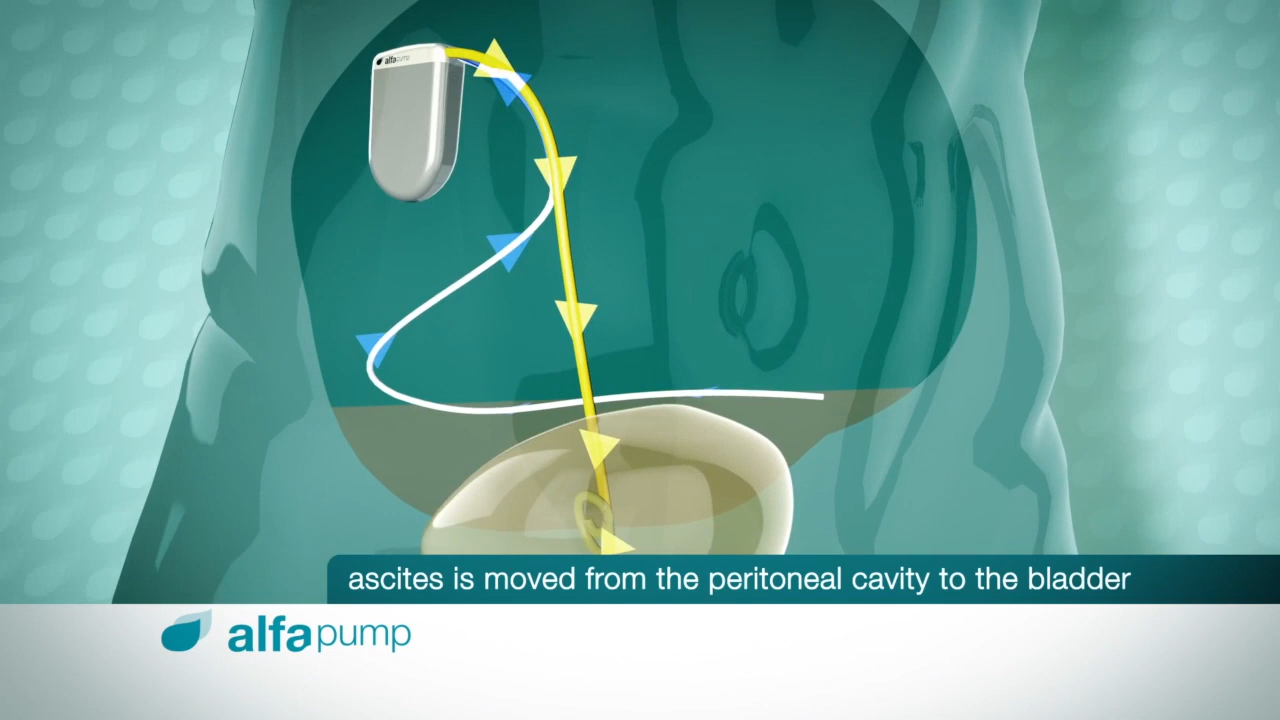 alfapump
ascites is moved from the peritoneal cavity to the bladder
alfapump